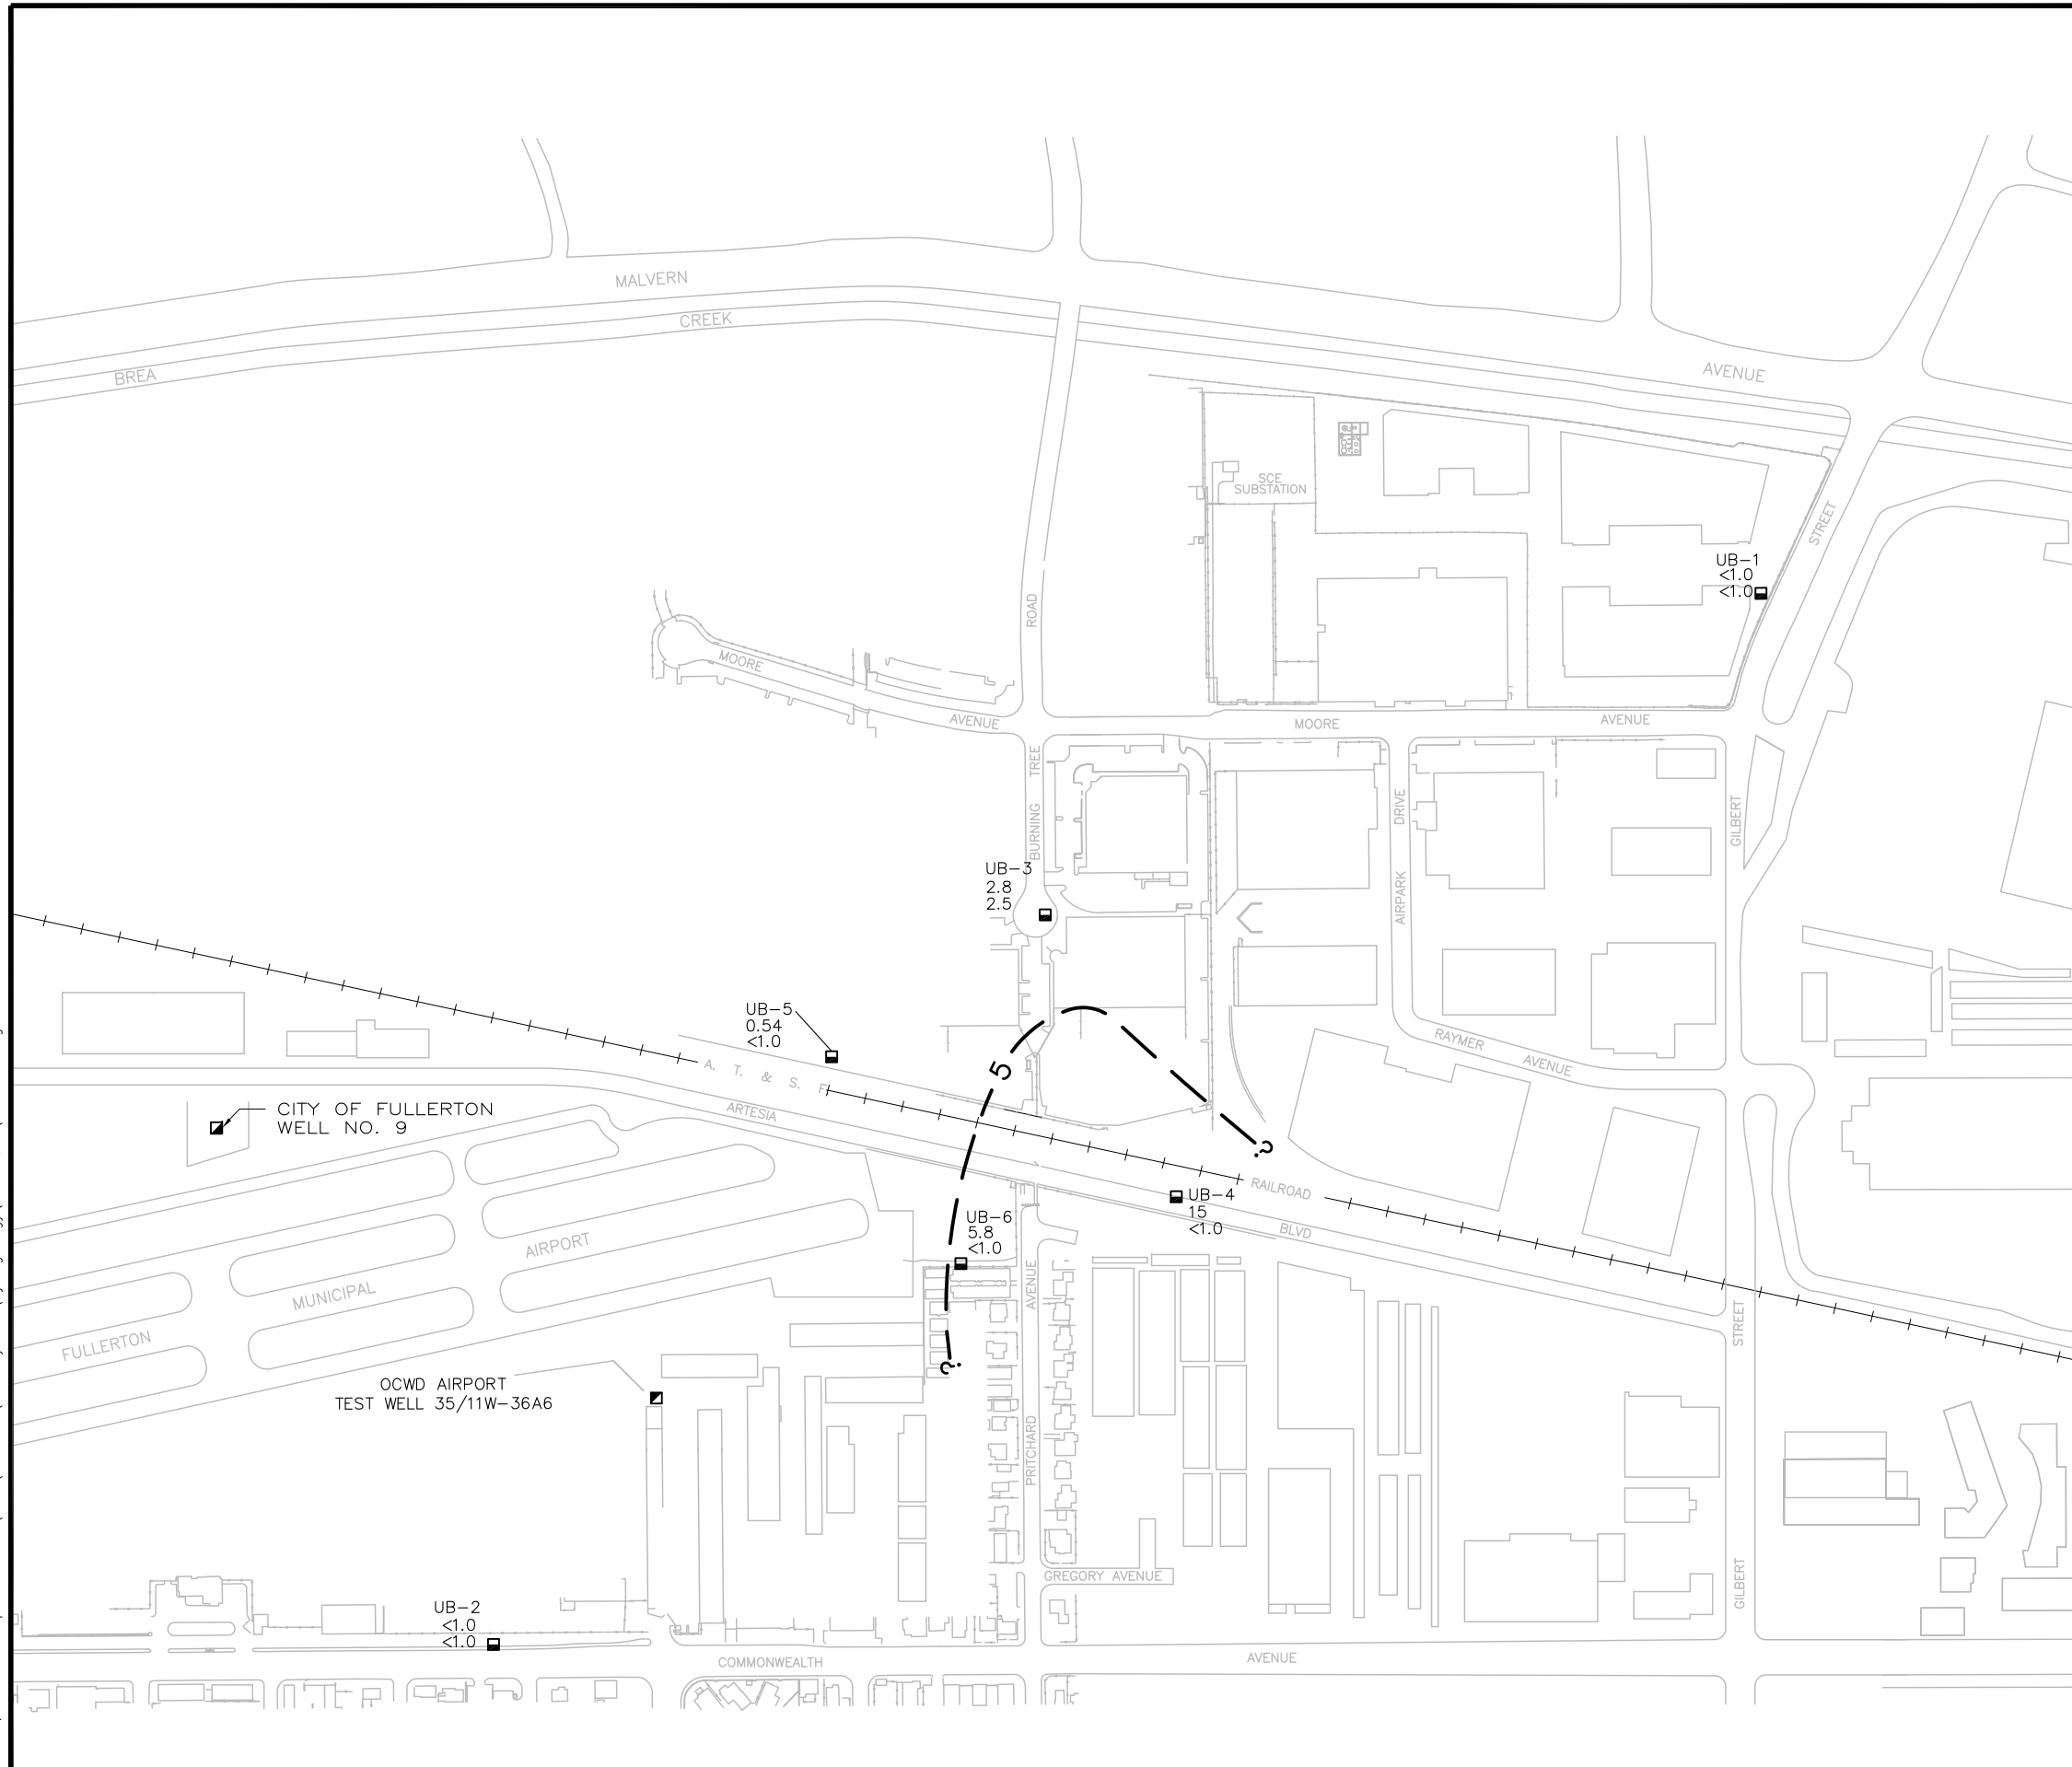 MALVERN
CREEK
BREA
AVENUE
SCE
SUBSTATION
STREET
UB-1
<1.0
<1.0
ROAD
MOORE
AVENUE
MOORE
AVENUE
BURNING TREE
AIRPARK DRIVE
GILBERT
UB-3
2.8
2.5
UB-5
0.54
<1.0
A. T. & S. F.
RAYMER AVENUE
5
ARTESIA
CITY OF FULLERTON
WELL NO. 9
?
RAILROAD
UB-4
15
<1.0
BLVD
UB-6
5.8
<1.0
AIRPORT
MUNICIPAL
FULLERTON
AVENUE
STREET
?
OCWD AIRPORT
TEST WELL 35/11W-36A6
PRITCHARD
GREGORY AVENUE
GILBERT
UB-2
<1.0
<1.0
COMMONWEALTH
AVENUE